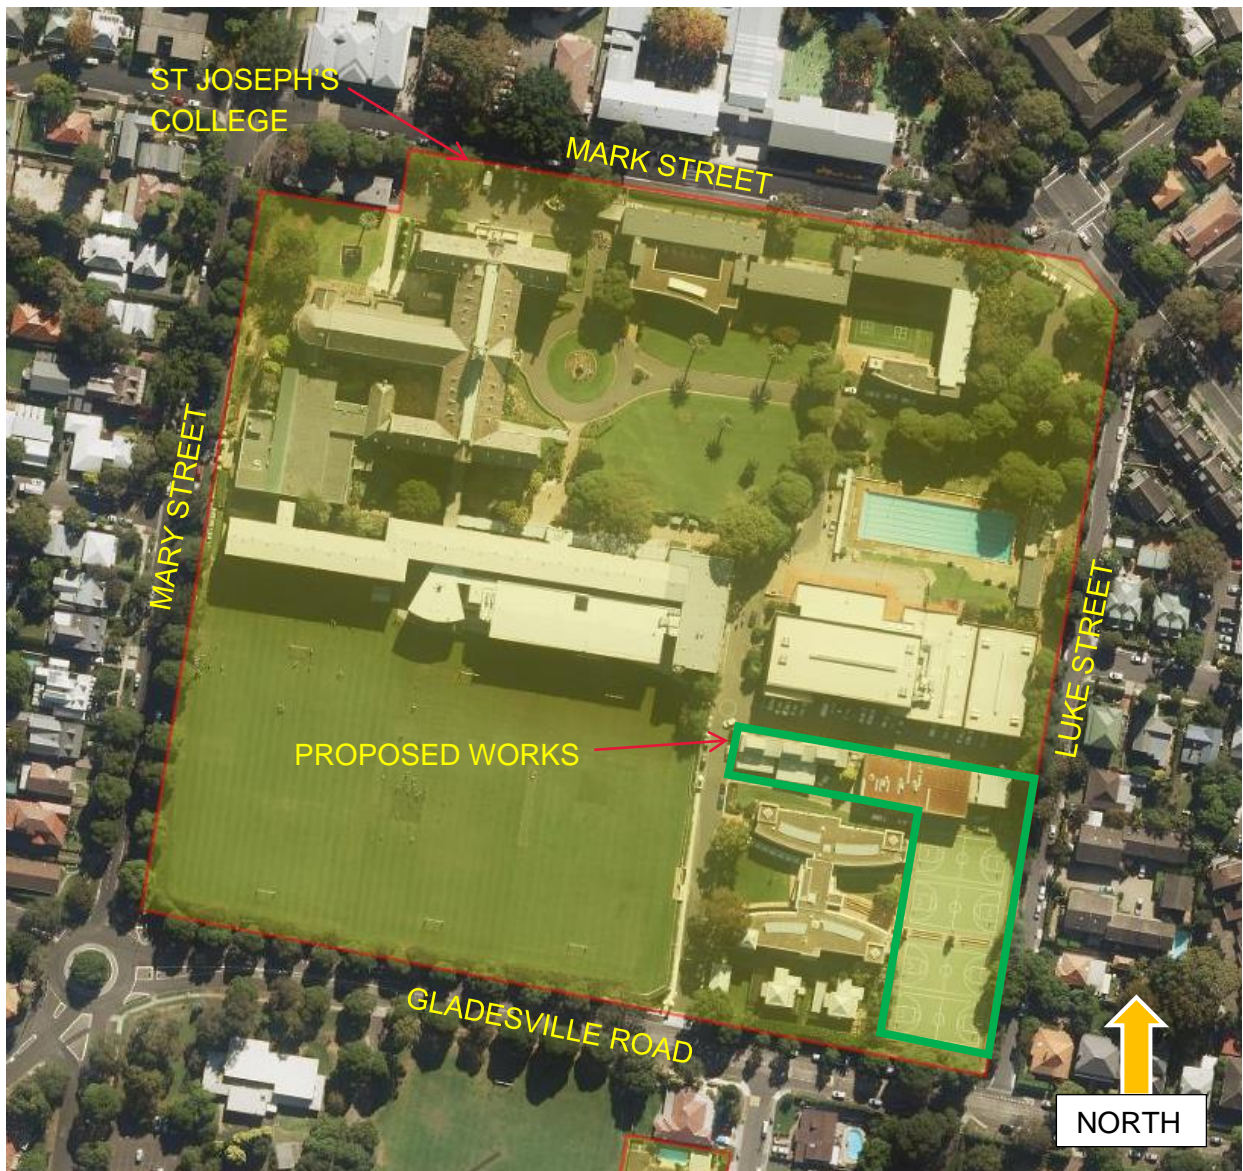 ST JOSEPH'S
COLLEGE
MARK STREET
MARY STREET
LUKE STREET
PROPOSED WORKS
GLADESVILLE ROAD
NORTH